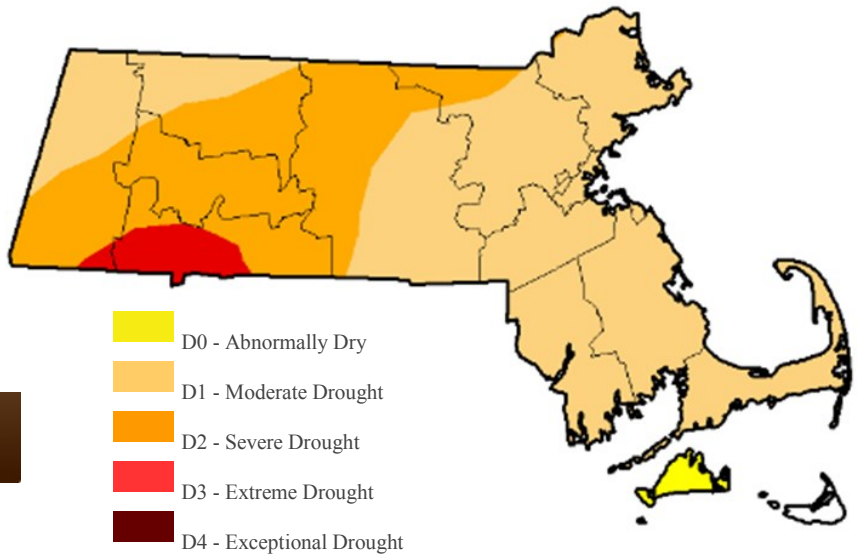 D0 - Abnormally Dry
D1 - Moderate Drought
D2 - Severe Drought
D3 - Extreme Drought
D4 - Exceptional Drought